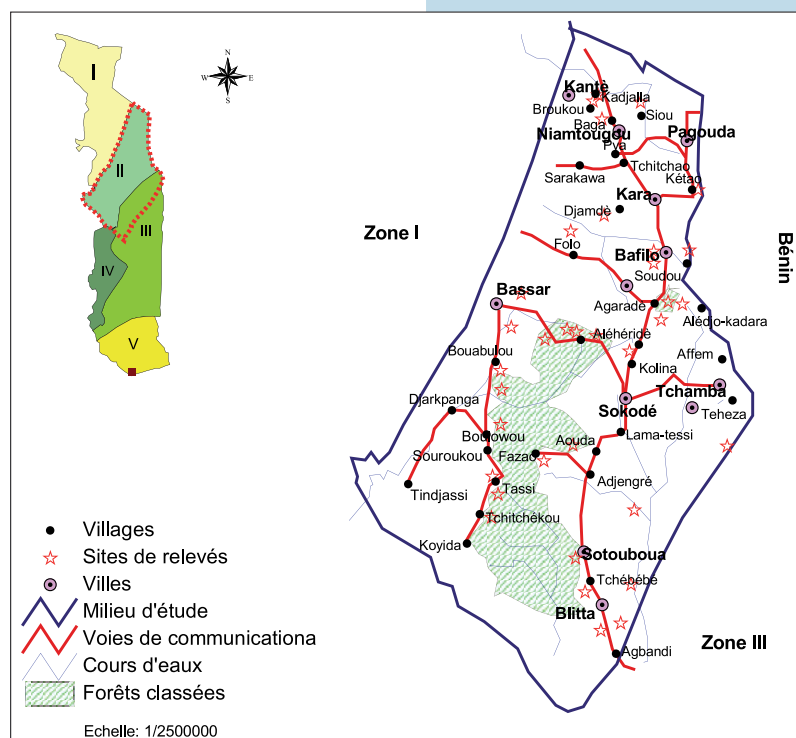 I
II
III
IV
V
N
W
E
S
Kantè
Kadjalla
Broukou
Siou
Baga
Niamtougou
Pagouda
Pya
Tchitchao
Sarakawa
Kétao
Kara
Djamdè
Zone I
Bénin
Folo
Bafilo
Soudou
Bassar
Agaradè
Alédjo-kadara
Aléhéridè
Affem
Bouabulou
Kolina
Tchamba
Djarkpanga
Sokodé
Teheza
Boulowou
Aouda
Lama-tessi
Souroukou
Fazao
Adjengré
Tindjassi
Tassi
Tchitchékou
Koyida
Sotouboua
Tchébébé
Blitta
Zone III
Agbandi
Villages
Sites de relevés
Villes
Milieu d'étude
Voies de communicationa
Cours d'eaux
Forêts classées
Echelle: 1/2500000